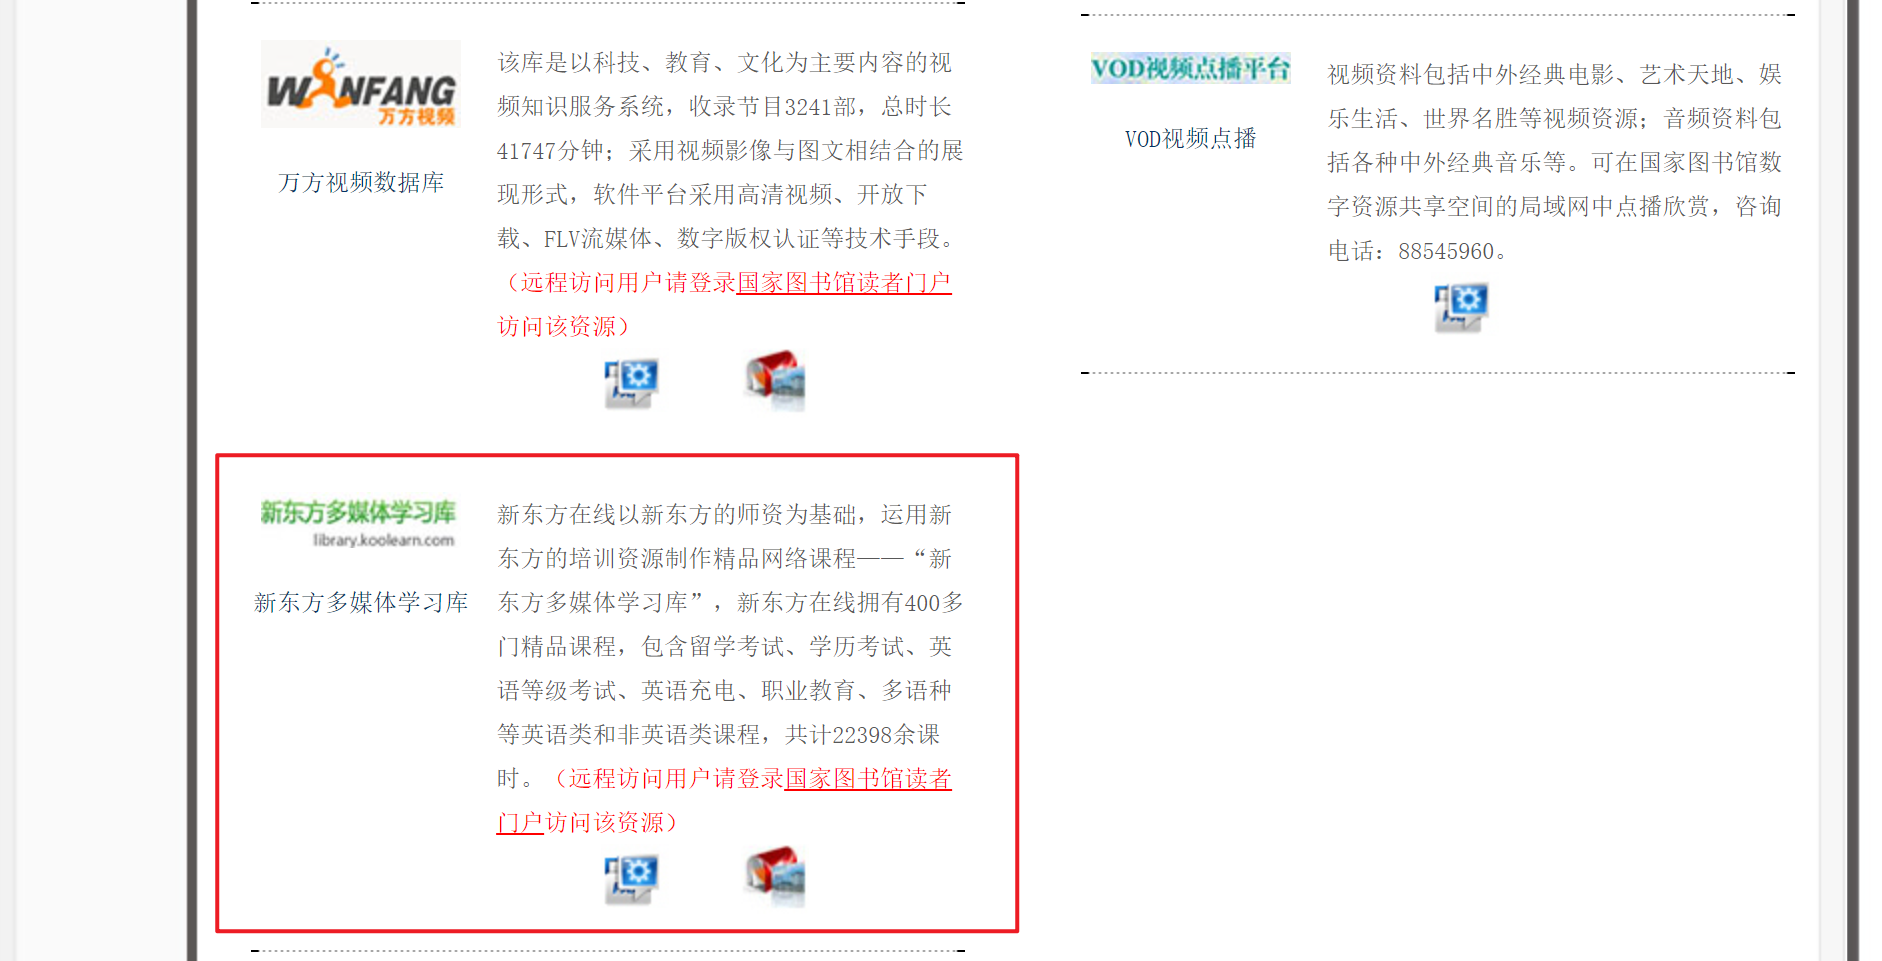 WANFANG
万方视频
万方视频数据库
该库是以科技、教育、文化为主要内容的视
频知识服务系统，收录节目3241部，总时长
41747分钟；采用视频影像与图文相结合的展
现形式，软件平台采用高清视频、开放下
载、FLV流媒体、数字版权认证等技术手段。
（远程访问用户请登录国家图书馆读者门户
访问该资源）
新东方多媒体学习库
library.koolearn.com
新东方多媒体学习库
新东方在线以新东方的师资为基础，运用新
东方的培训资源制作精品网络课程——“新
东方多媒体学习库”，新东方在线拥有400多
门精品课程，包含留学考试、学历考试、英
语等级考试、英语充电、职业教育、多语种
等英语类和非英语类课程，共计22398余课
时。（远程访问用户请登录国家图书馆读者
门户访问该资源）
VOD视频点播平台
VOD视频点播
视频资料包括中外经典电影、艺术天地、娱
乐生活、世界名胜等视频资源；音频资料包
括各种中外经典音乐等。可在国家图书馆数
字资源共享空间的局域网中点播欣赏，咨询
电话：88545960。